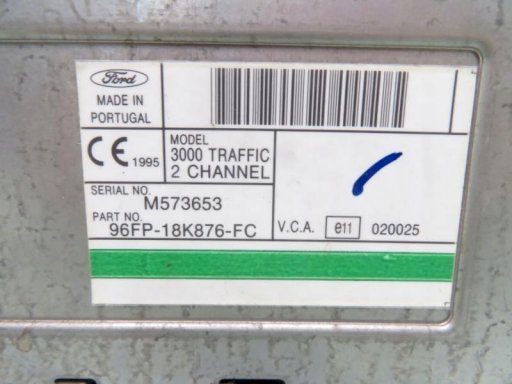 Ford
MADE IN
PORTUGAL
CE 1995
MODEL
3000 TRAFFIC
2 CHANNEL
SERIAL NO.
M573653
PART NO.
96FP-18K876-FC
V.C.A. e11 020025